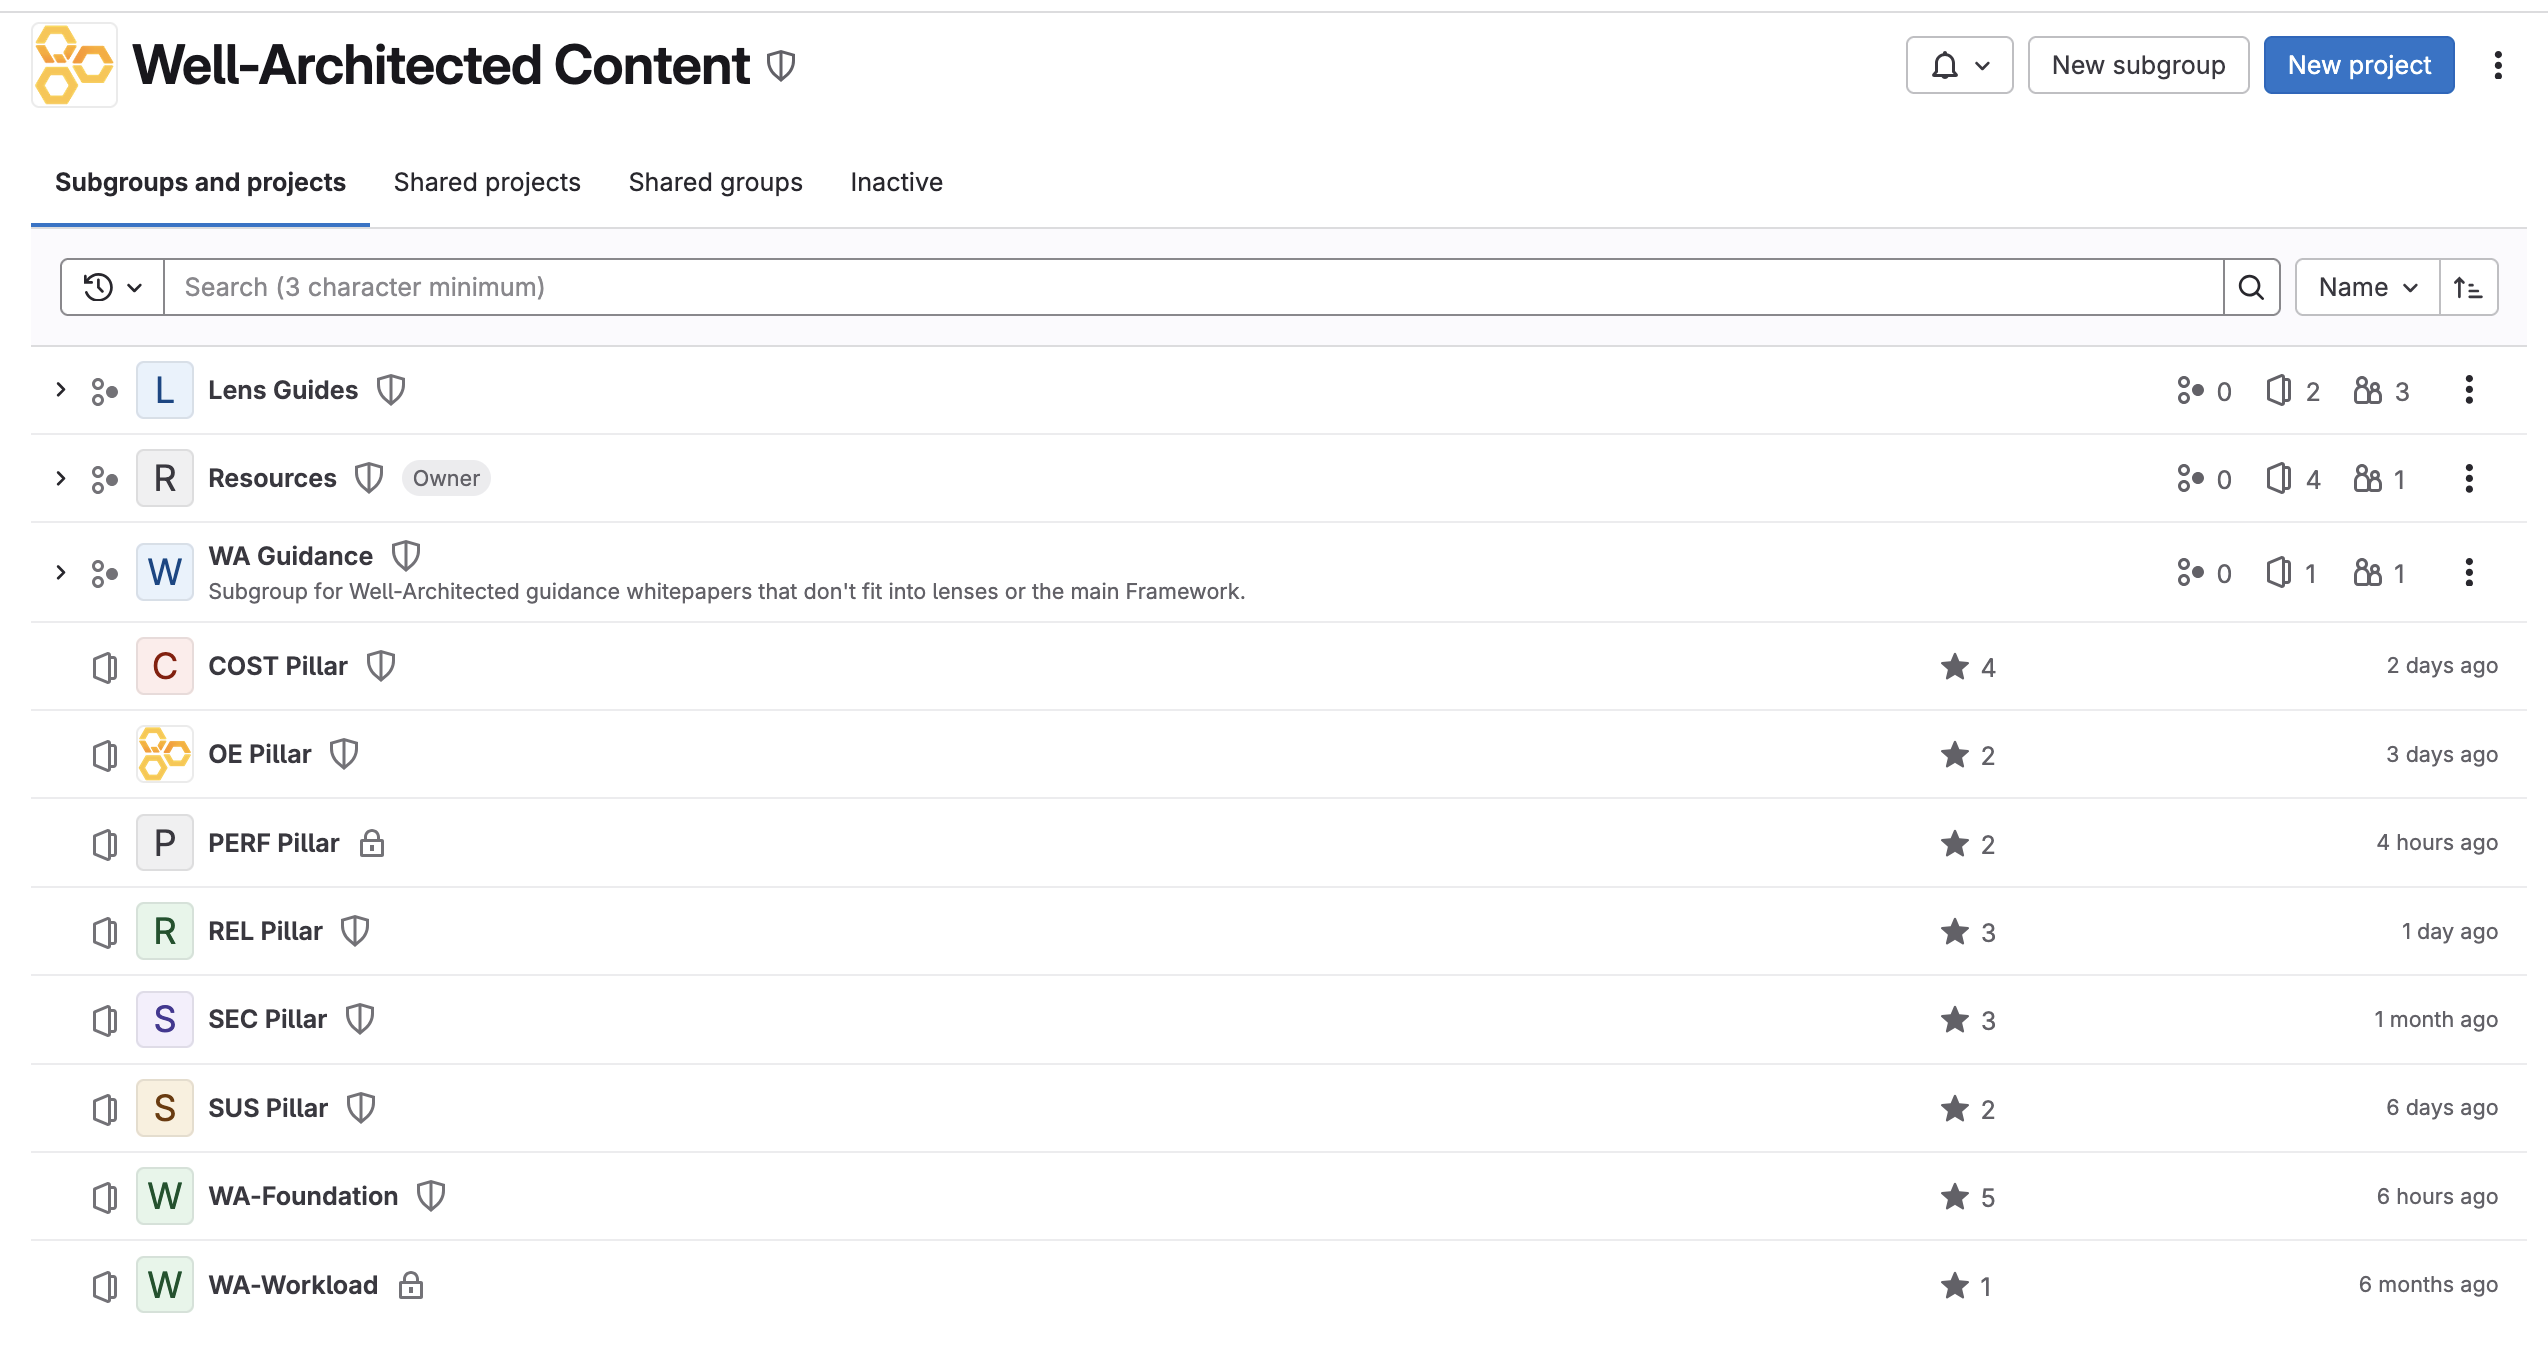 Well-Architected Content
New subgroup
New project
Subgroups and projects
Shared projects
Shared groups
Inactive
Search (3 character minimum)
Name
L Lens Guides 0 2 3
R Resources Owner 0 4 1
W WA Guidance 0 1 1
Subgroup for Well-Architected guidance whitepapers that don't fit into lenses or the main Framework.
C COST Pillar 4 2 days ago
OE Pillar 2 3 days ago
P PERF Pillar 2 4 hours ago
R REL Pillar 3 1 day ago
S SEC Pillar 3 1 month ago
S SUS Pillar 2 6 days ago
W WA-Foundation 5 6 hours ago
W WA-Workload 1 6 months ago